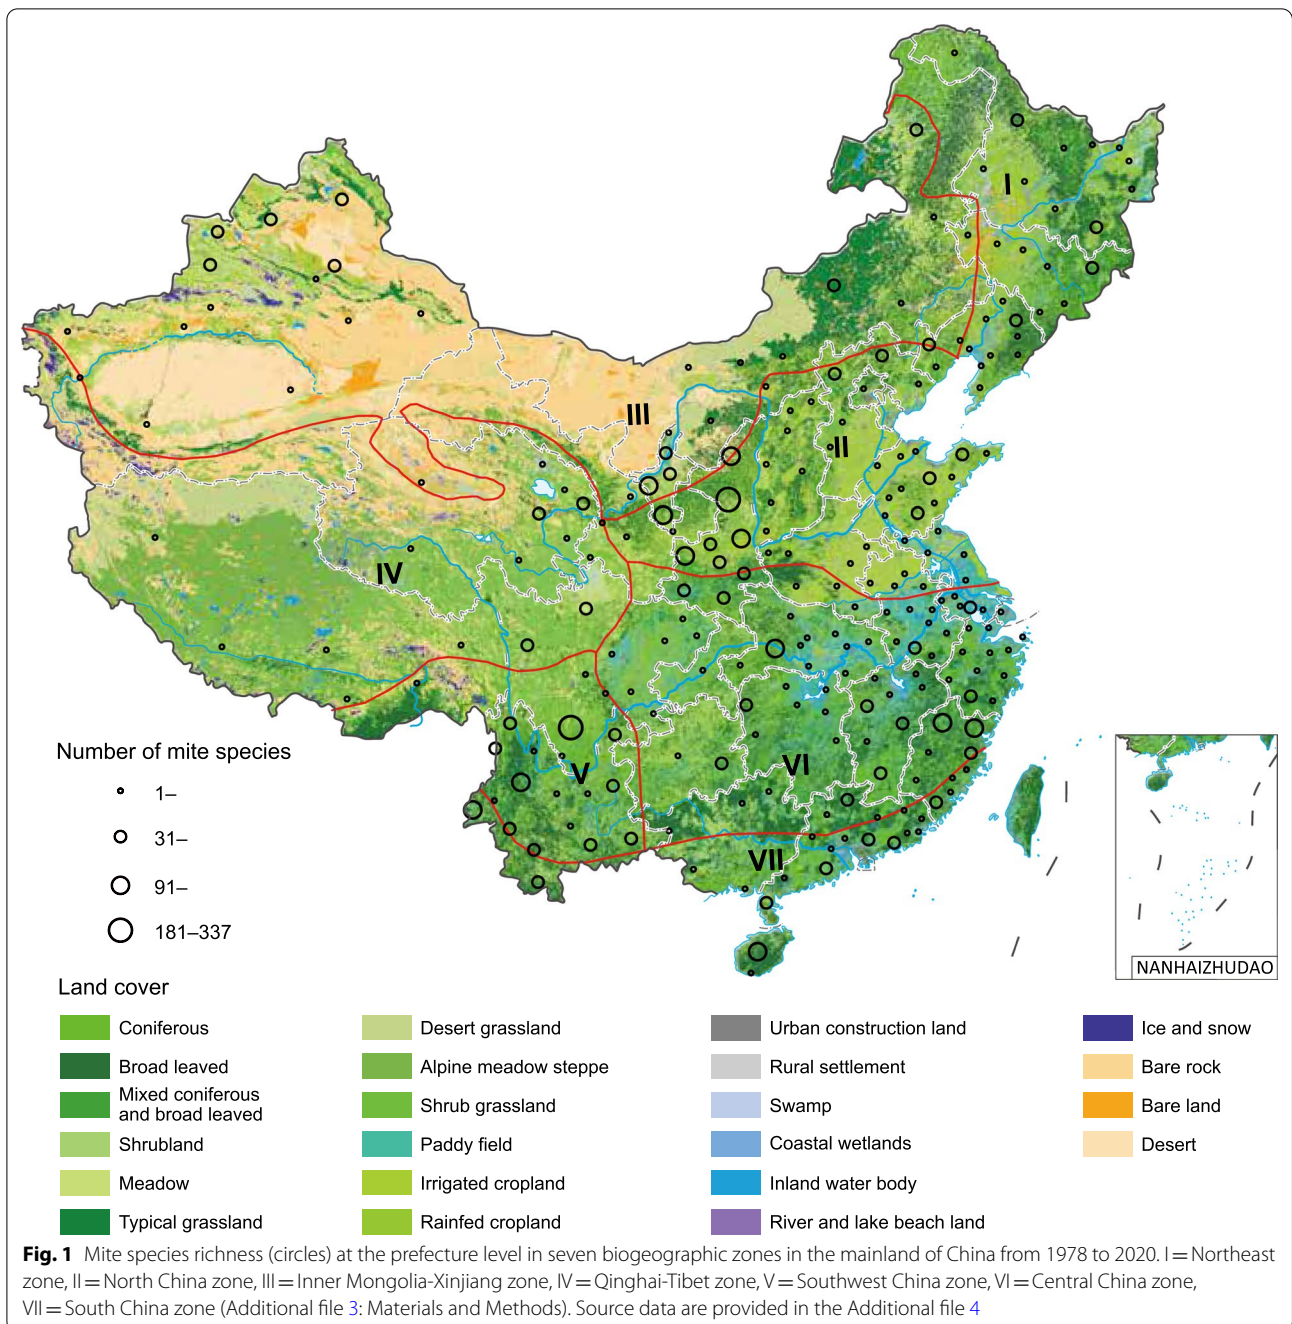 I
III
II
IV
V
VI
VII
Number of mite species
1–
31–
91–
181–337
NANHAIZHUDAO
Land cover
Coniferous
Broad leaved
Mixed coniferous
and broad leaved
Shrubland
Meadow
Typical grassland
Desert grassland
Alpine meadow steppe
Shrub grassland
Paddy field
Irrigated cropland
Rainfed cropland
Urban construction land
Rural settlement
Swamp
Coastal wetlands
Inland water body
River and lake beach land
Ice and snow
Bare rock
Bare land
Desert
Fig. 1 Mite species richness (circles) at the prefecture level in seven biogeographic zones in the mainland of China from 1978 to 2020. I = Northeast
zone, II = North China zone, III = Inner Mongolia-Xinjiang zone, IV = Qinghai-Tibet zone, V = Southwest China zone, VI = Central China zone,
VII = South China zone (Additional file 3: Materials and Methods). Source data are provided in the Additional file 4